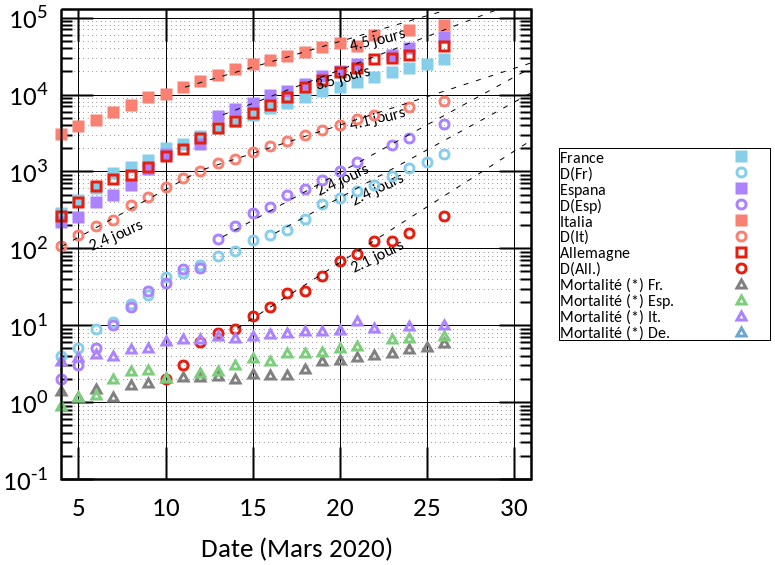 10^5
10^4
10^3
10^2
10^1
10^0
10^-1
4.5 jours
3.5 jours
4.1 jours
2.4 jours
2.4 jours
2.4 jours
2.1 jours
5 10 15 20 25 30
Date (Mars 2020)
France
D(Fr)
Espana
D(Esp)
Italia
D(It)
Allemagne
D(All.)
Mortalité (*) Fr.
Mortalité (*) Esp.
Mortalité (*) It.
Mortalité (*) De.